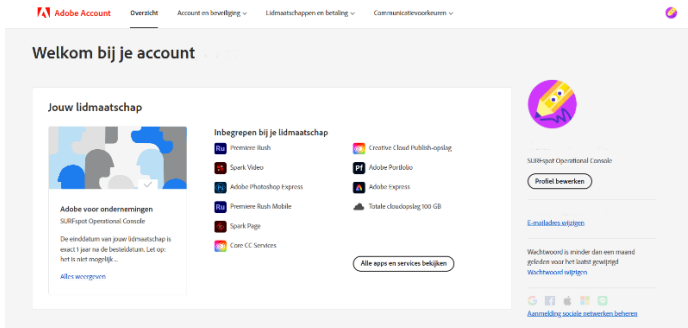 Adobe Account
Overzicht
Account en beveiliging
Lidmaatschappen en betaling
Communicatievoorkeuren
Welkom bij je account
Jouw lidmaatschap
Adobe voor ondernemingen
SURFspot Operational Console
De einddatum van jouw lidmaatschap is
exact 1 jaar na de besteldatum. Let op:
het is niet mogelijk...
Alles weergeven
Inbegrepen bij je lidmaatschap
Ru Premiere Rush
Spark Video
Ps Adobe Photoshop Express
Ru Premiere Rush Mobile
Spark Page
Core CC Services
Creative Cloud Publish-opslag
Pf Adobe Portfolio
Adobe Express
Totale cloudopslag 100 GB
Alle apps en services bekijken
SURFspot Operational Console
Profiel bewerken
E-mailadres wijzigen
Wachtwoord is minder dan een maand
geleden voor het laatst gewijzigd
Wachtwoord wijzigen
Aanmelding sociale netwerken beheren